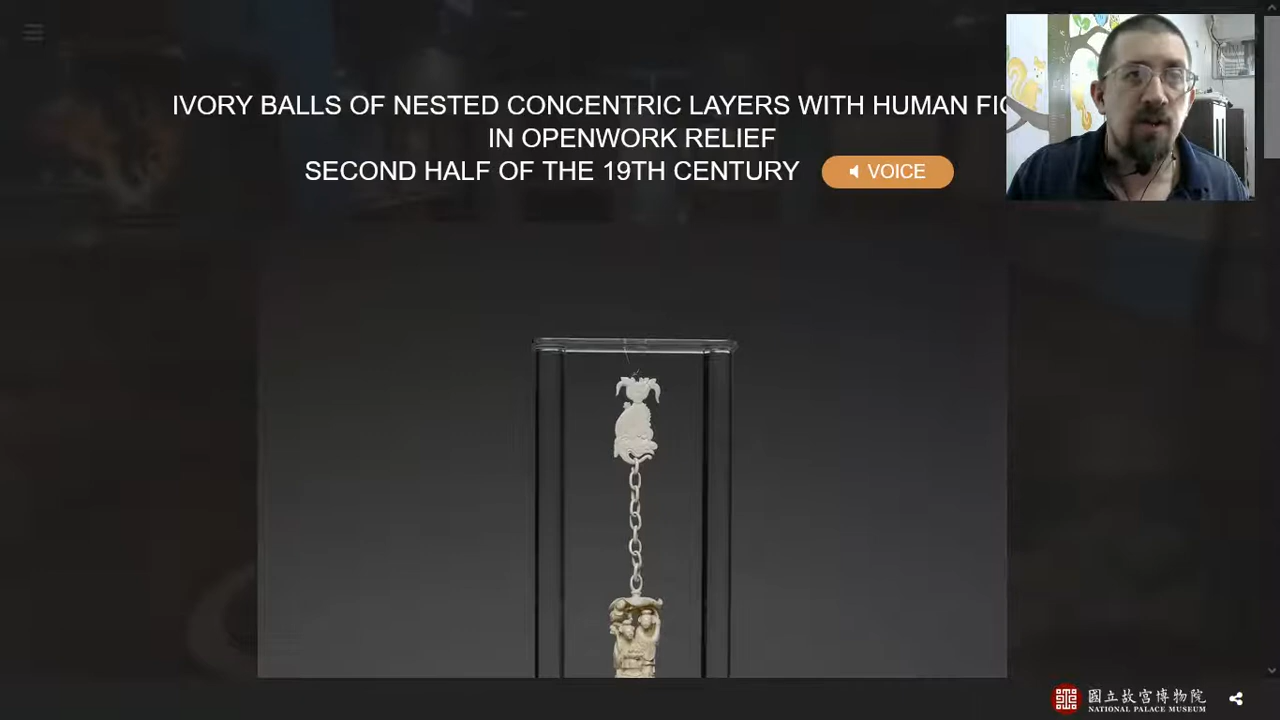 IVORY BALLS OF NESTED CONCENTRIC LAYERS WITH HUMAN
IN OPENWORK RELIEF
SECOND HALF OF THE 19TH CENTURY
VOICE
國立故宮博物院
NATIONAL PALACE MUSEUM